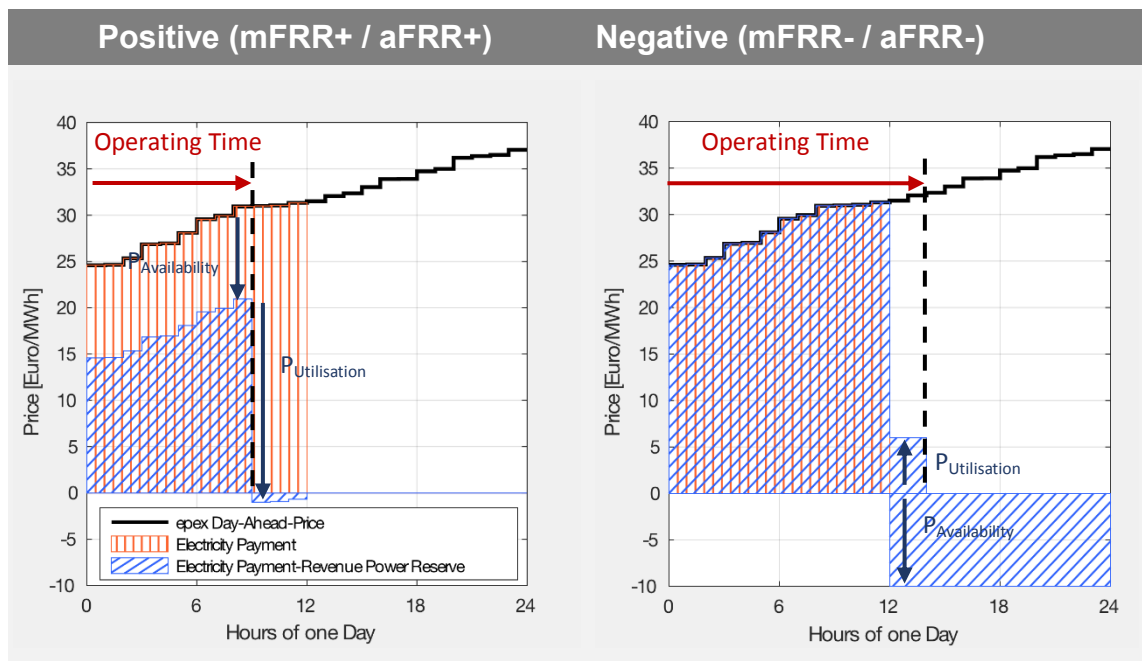 Positive (mFRR+ / aFRR+)
Negative (mFRR- / aFRR-)
Price [Euro/MWh]
40
35
30
25
20
15
10
5
0
-5
-10
Operating Time
PAvailability
PUtilisation
epex Day-Ahead-Price
Electricity Payment
Electricity Payment-Revenue Power Reserve
0
6
12
18
24
Hours of one Day
Price [Euro/MWh]
40
35
30
25
20
15
10
5
0
-5
-10
Operating Time
PUtilisation
PAvailability
0
6
12
18
24
Hours of one Day